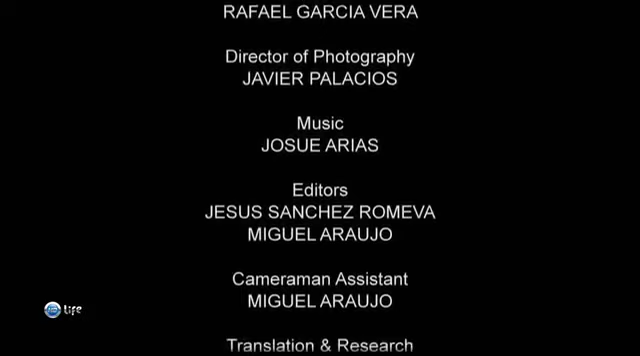 RAFAEL GARCIA VERA
Director of Photography
JAVIER PALACIOS
Music
JOSUE ARIAS
Editors
JESUS SANCHEZ ROMEVA
MIGUEL ARAUJO
Cameraman Assistant
MIGUEL ARAUJO
life
Translation & Research